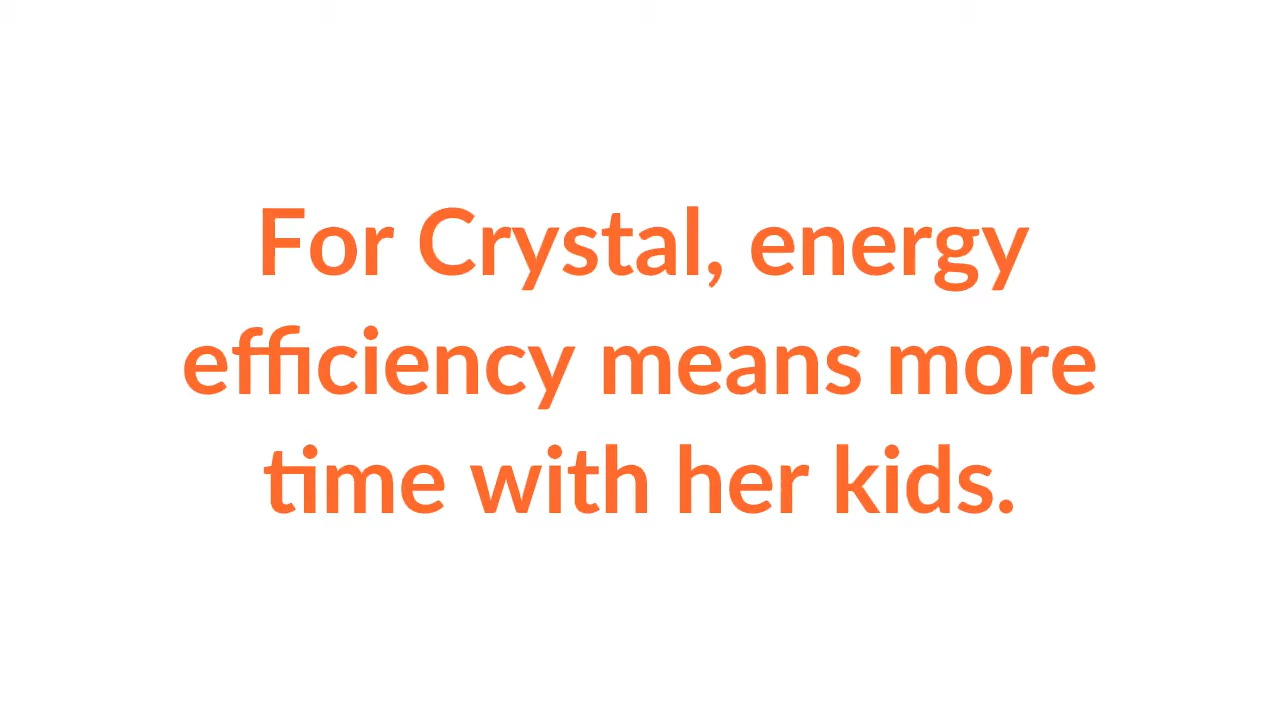 For Crystal, energy
efficiency means more
time with her kids.